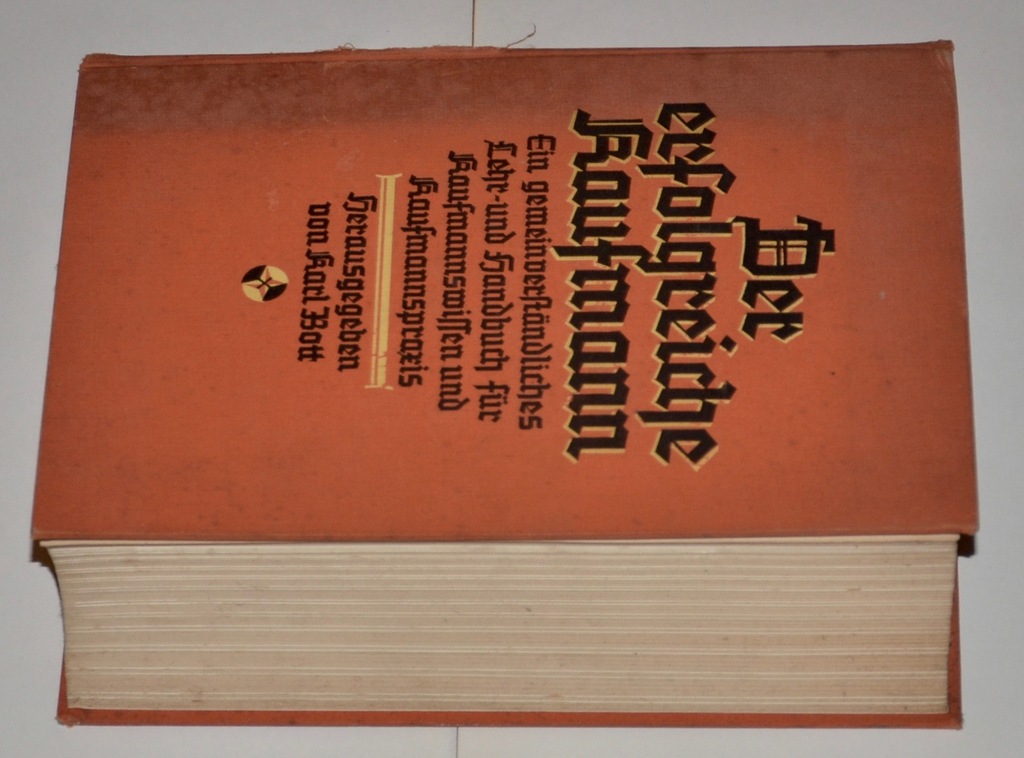 Der
erfolgreiche
Kaufmann
Ein gemeinverständliches
Lehr- und Handbuch für
Kaufmannswissen und
Kaufmannspraxis
Herausgegeben
von Karl Bott